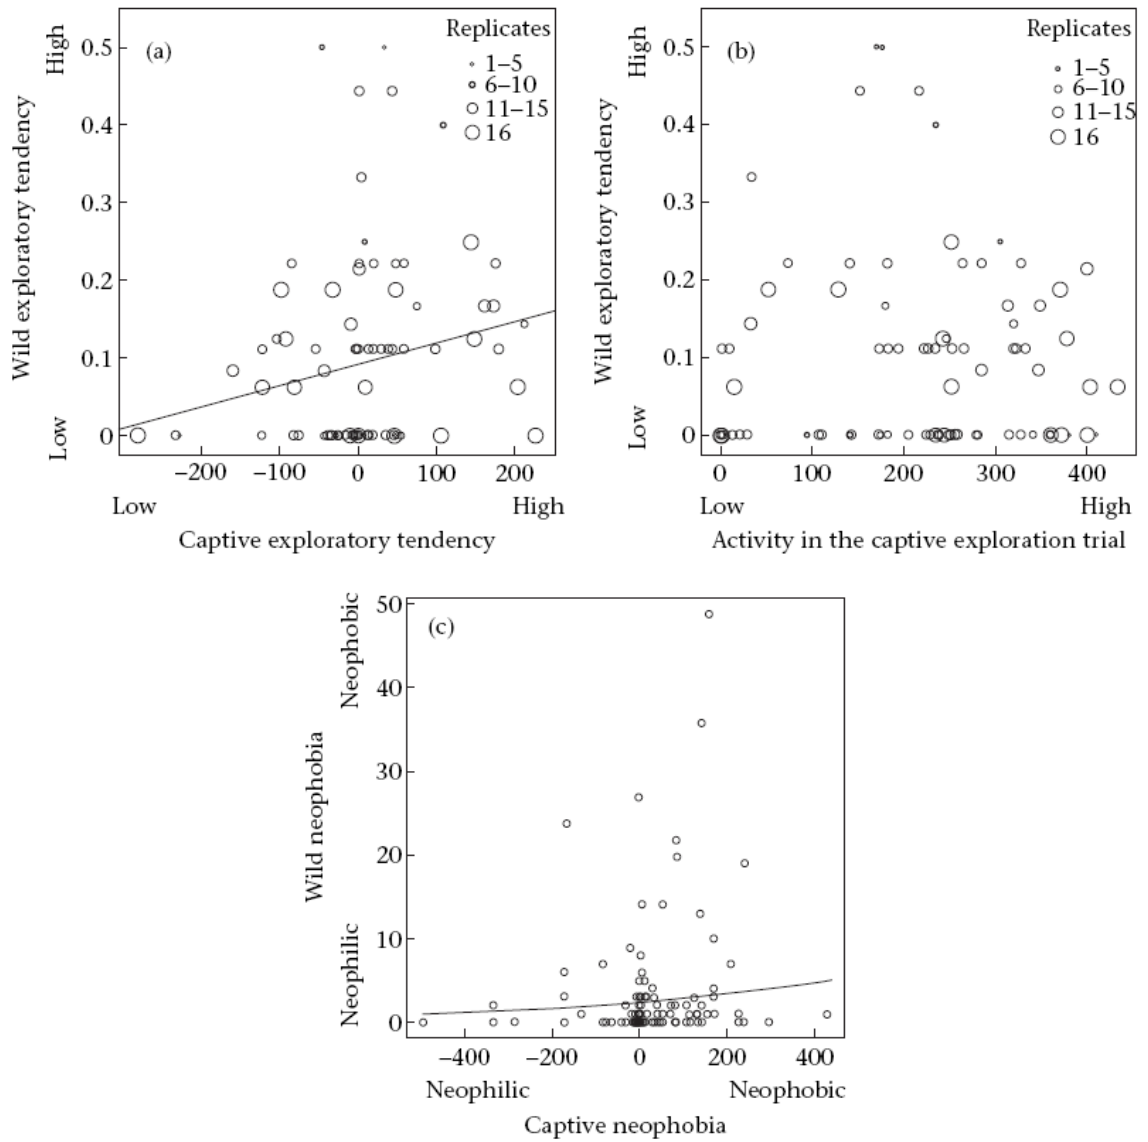 (a)
Replicates
1–5
6–10
11–15
16
High
Low
Wild exploratory tendency
0.5
0.4
0.3
0.2
0.1
0
−200
−100
0
100
200
Low
High
Captive exploratory tendency
(b)
Replicates
1–5
6–10
11–15
16
High
Low
Wild exploratory tendency
0.5
0.4
0.3
0.2
0.1
0
0
100
200
300
400
Low
High
Activity in the captive exploration trial
(c)
Neophobic
Neophilic
Wild neophobia
50
40
30
20
10
0
−400
−200
0
200
400
Neophilic
Neophobic
Captive neophobia